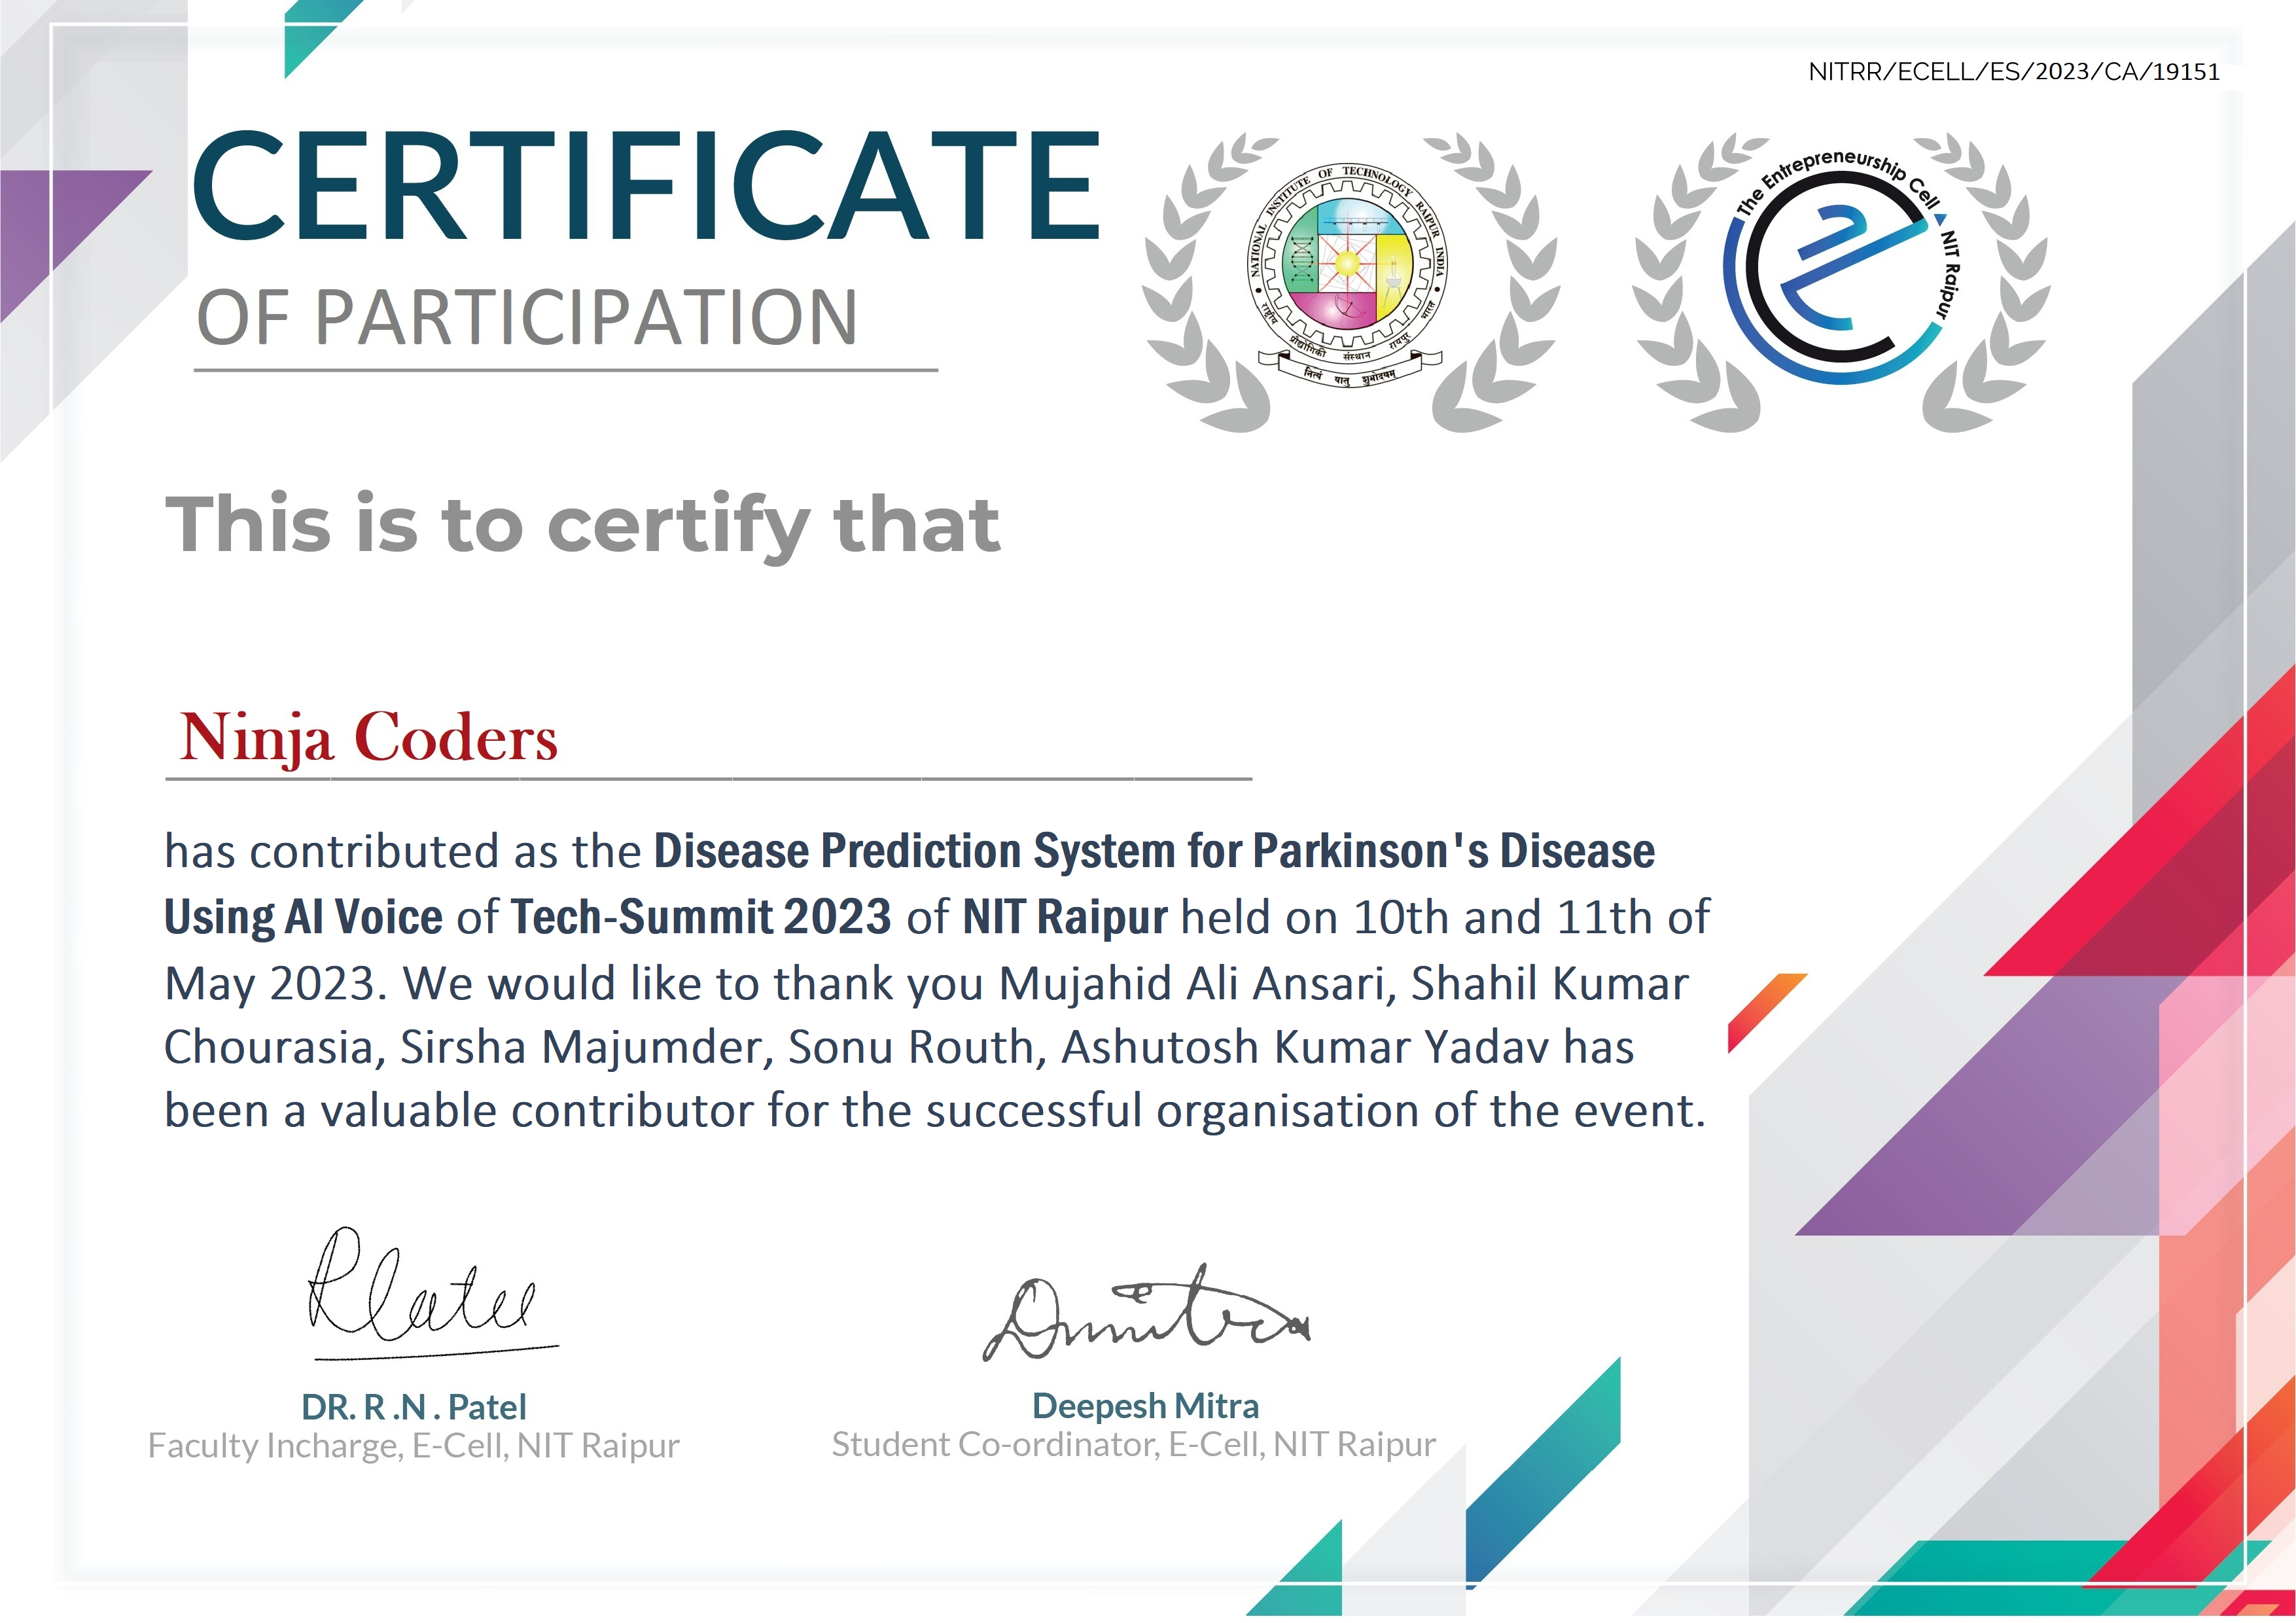 NITRR/ECELL/ES/2023/CA/19151
CERTIFICATE
OF PARTICIPATION
NATIONAL INSTITUTE OF TECHNOLOGY RAIPUR INDIA
राष्ट्रीय प्रौद्योगिकी संस्थान रायपुर भारत
नित्यं यातु शुभोदयम्
The Entrepreneurship Cell NIT Raipur
This is to certify that
Ninja Coders
has contributed as the Disease Prediction System for Parkinson's Disease
Using AI Voice of Tech-Summit 2023 of NIT Raipur held on 10th and 11th of
May 2023. We would like to thank you Mujahid Ali Ansari, Shahil Kumar
Chourasia, Sirsha Majumder, Sonu Routh, Ashutosh Kumar Yadav has
been a valuable contributor for the successful organisation of the event.
DR. R .N . Patel
Faculty Incharge, E-Cell, NIT Raipur
Deepesh Mitra
Student Co-ordinator, E-Cell, NIT Raipur